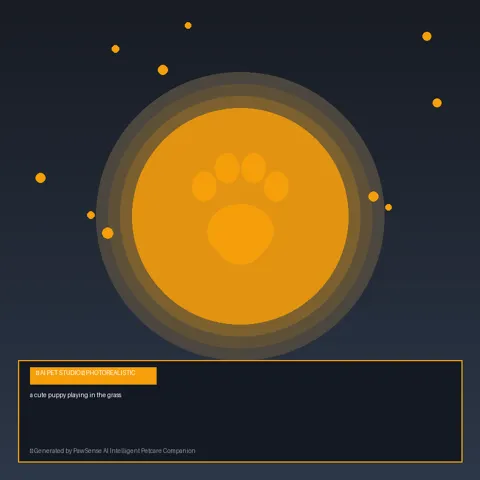 ▯AI PET STUDIO▯PHOTOREALISTIC
a cute puppy playing in the grass
▯Generated by PawSense AI Intelligent Petcare Companion